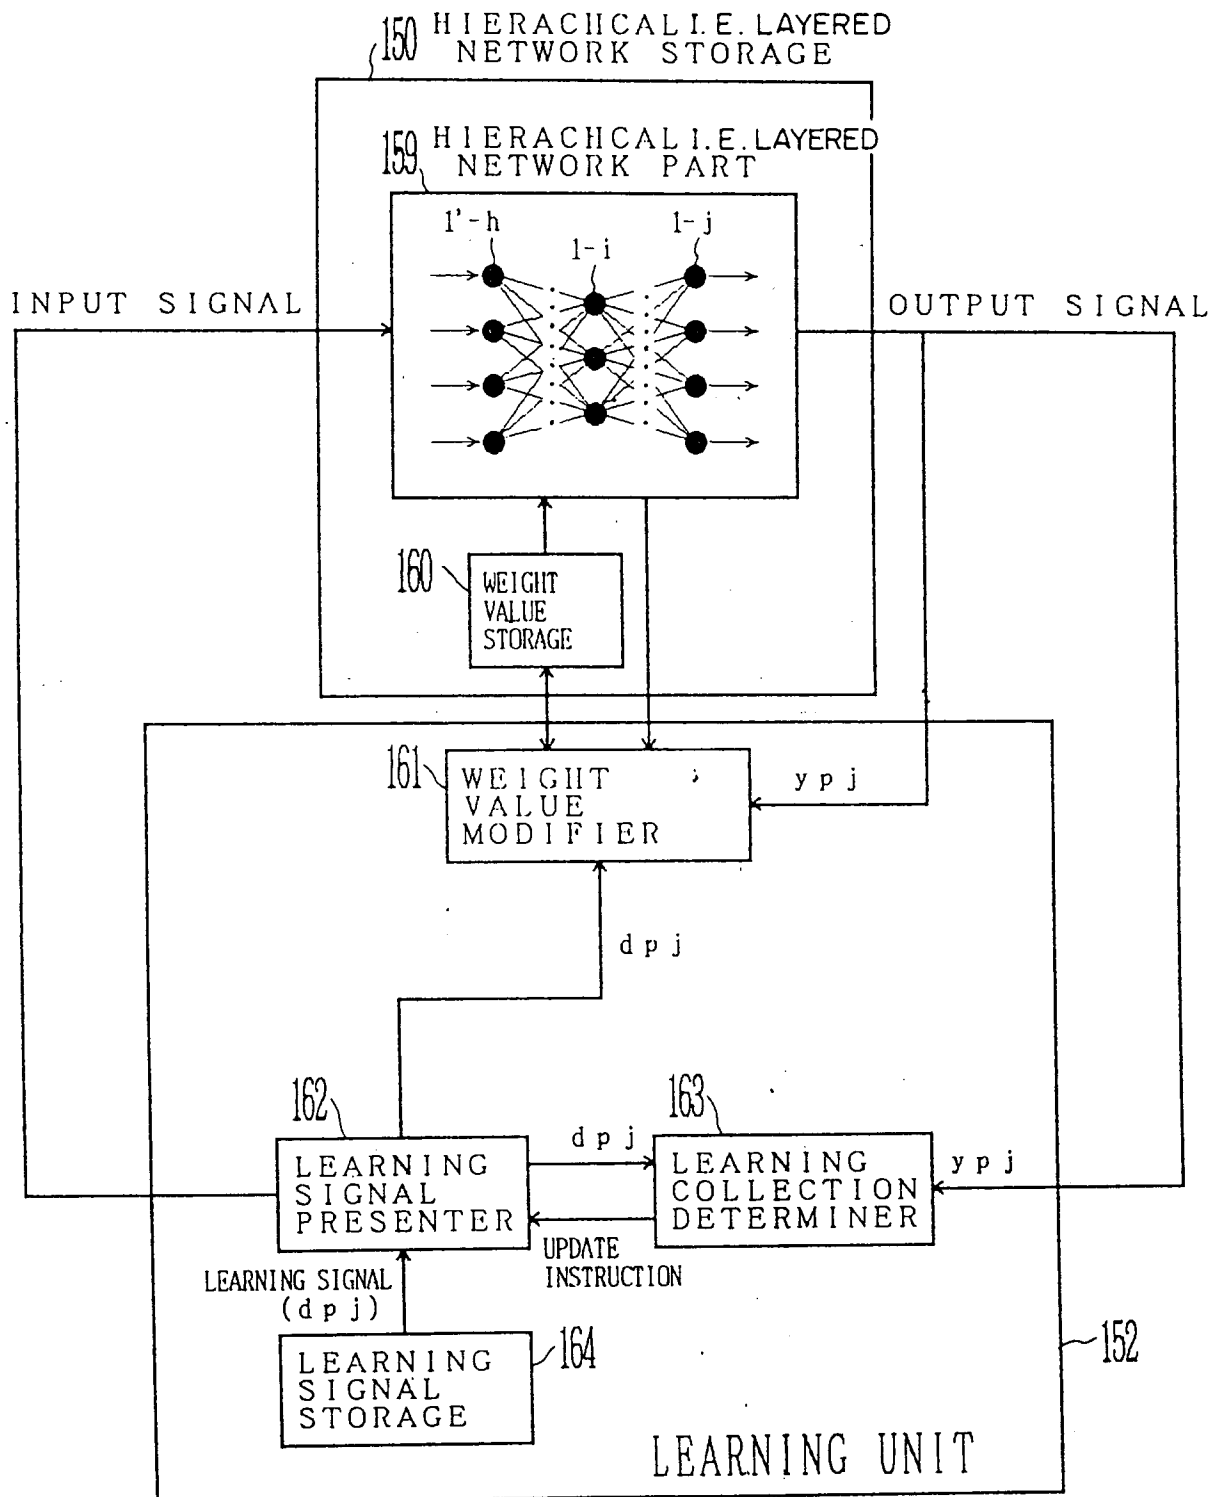 150 HIERACHCAL I.E. LAYERED
NETWORK STORAGE
159 HIERACHCAL I.E. LAYERED
NETWORK PART
1'-h
1-i
1-j
INPUT SIGNAL
OUTPUT SIGNAL
160
WEIGHT
VALUE
STORAGE
161
WEIGHT
VALUE
MODIFIER
ypj
dpj
162
163
LEARNING
SIGNAL
PRESENTER
dpj
LEARNING
COLLECTION
DETERMINER
ypj
UPDATE
INSTRUCTION
LEARNING SIGNAL
(dpj)
LEARNING
SIGNAL
STORAGE
164
152
LEARNING UNIT